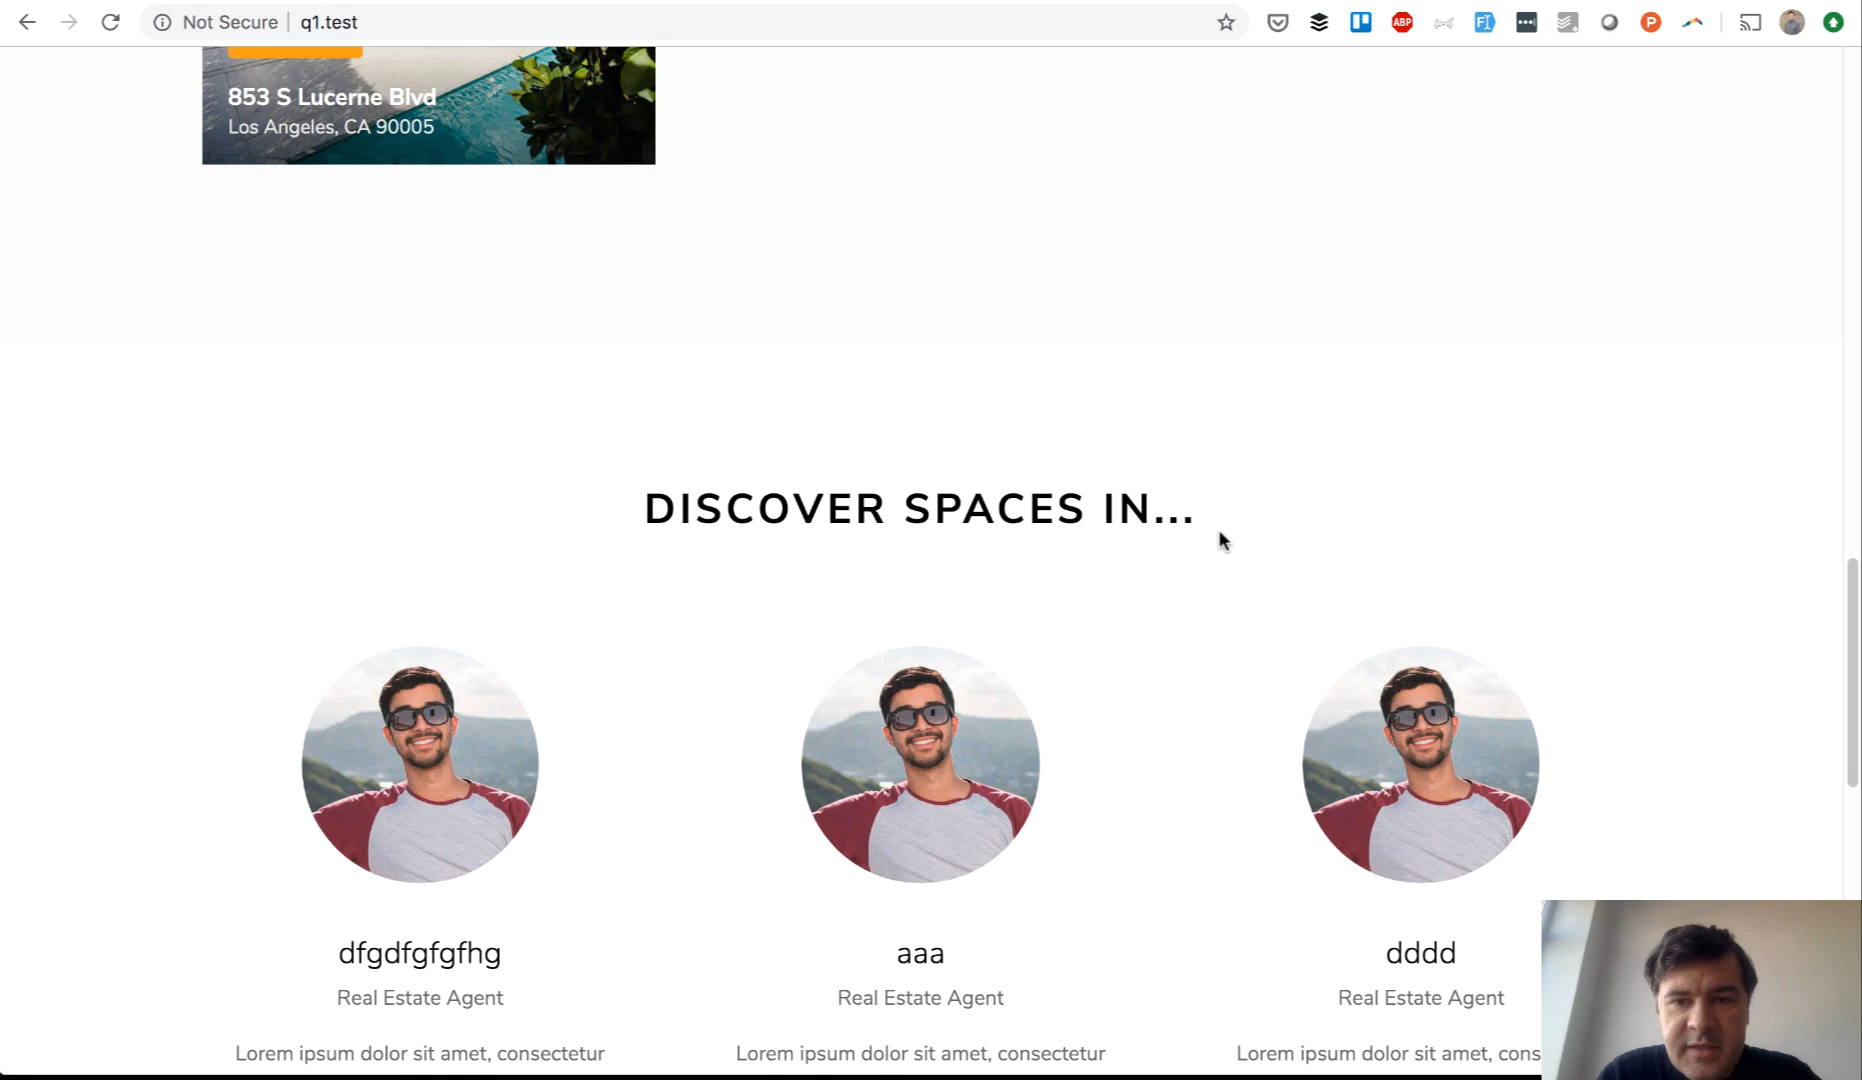 Not Secure | q1.test
ABP
P
853 S Lucerne Blvd
Los Angeles, CA 90005
DISCOVER SPACES IN...
dfgdfgfgfhg
aaa
dddd
Real Estate Agent
Real Estate Agent
Real Estate Agent
Lorem ipsum dolor sit amet, consectetur
Lorem ipsum dolor sit amet, consectetur
Lorem ipsum dolor sit amet, cons